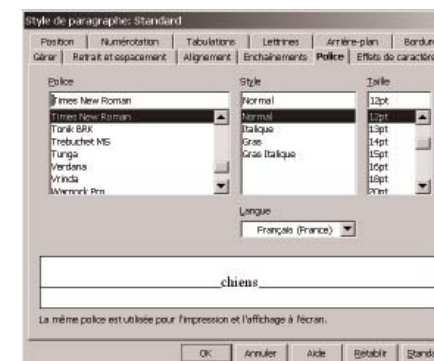 Style de paragraphe: Standard
Position Numérotation Tabulations Lettrines Arrière-plan Bordure
Gérer Retrait et espacement Alignement Enchaînements Police Effets de caractère
Police Style Taille
Times New Roman Normal 12pt
Times New Roman Normal 12pt
Tonik BRK Italique 13pt
Trebuchet MS Gras 14pt
Tunga Gras Italique 15pt
Verdana 16pt
Vrinda 18pt
Warnock Pro 20pt
Langue
Français (France)
chiens
La même police est utilisée pour l'impression et l'affichage à l'écran.
OK Annuler Aide Rétablir Standa